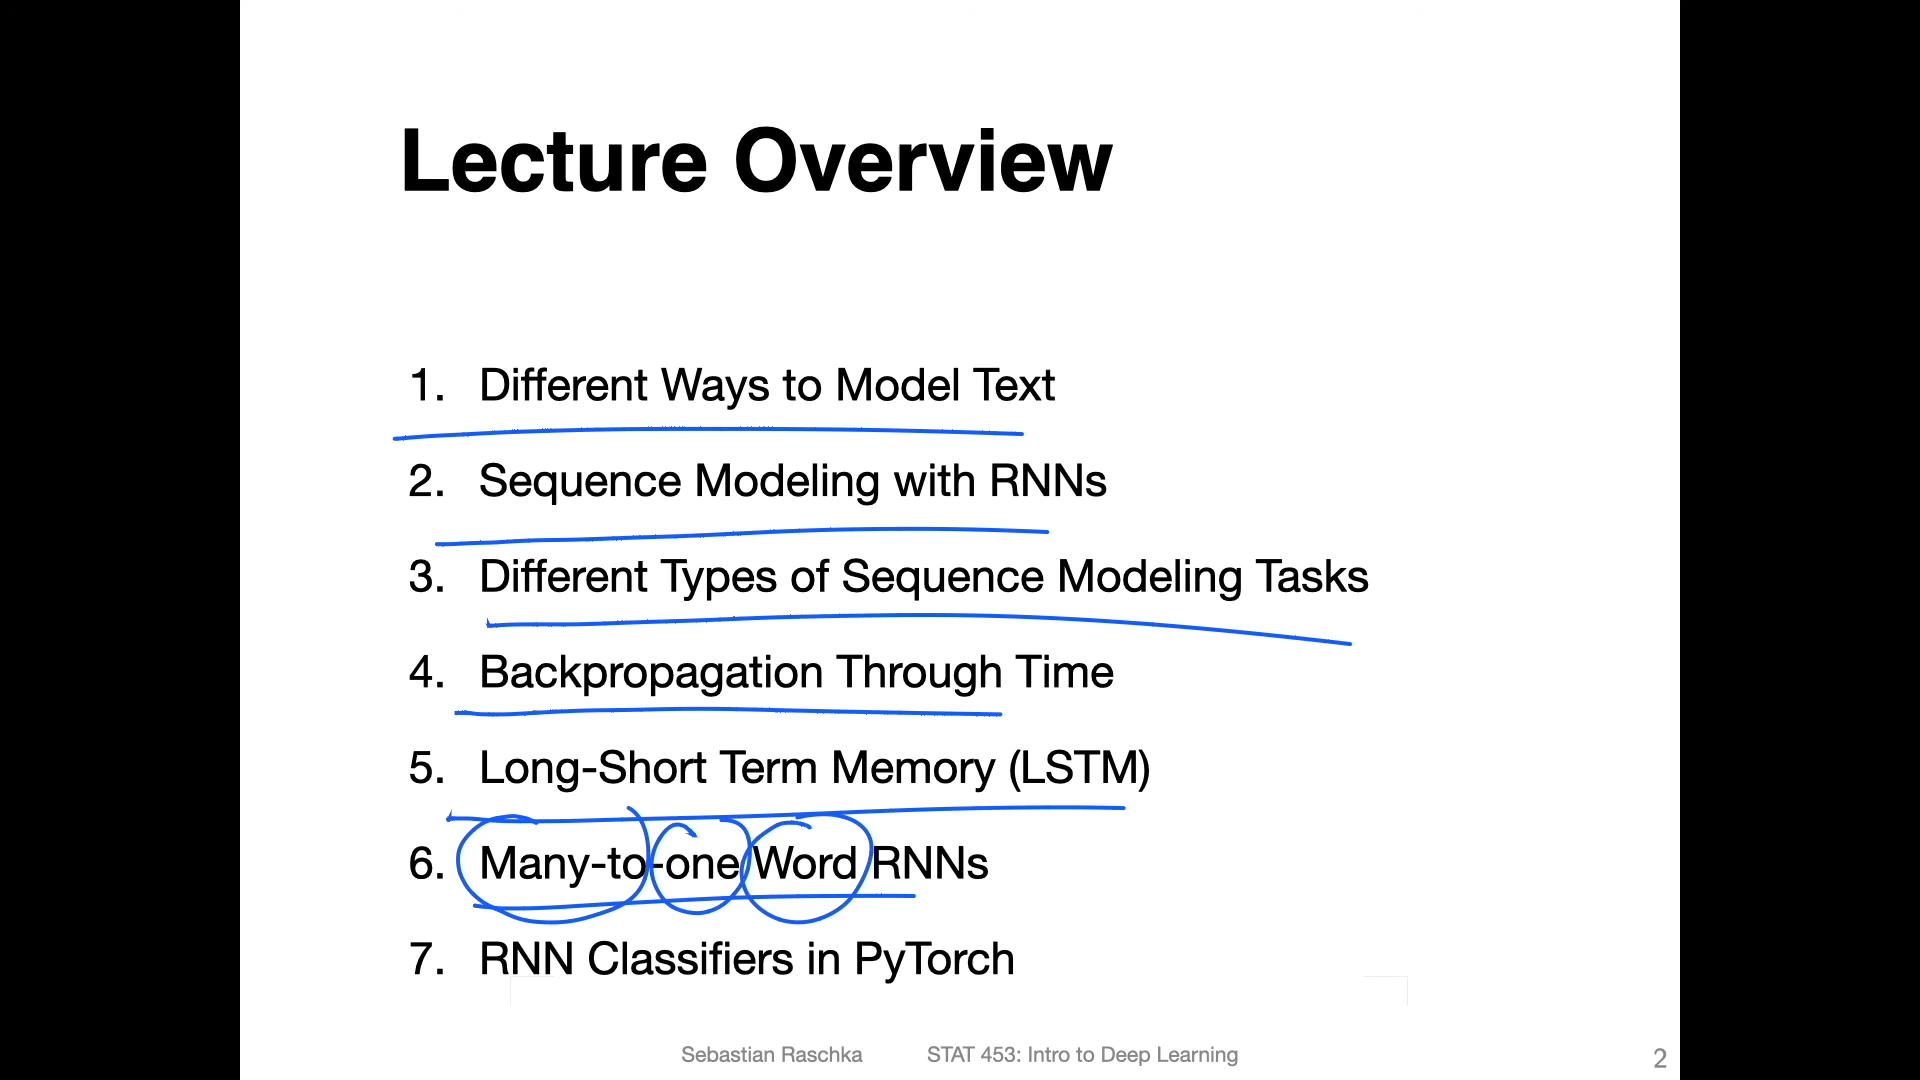 Lecture Overview
1. Different Ways to Model Text
2. Sequence Modeling with RNNs
3. Different Types of Sequence Modeling Tasks
4. Backpropagation Through Time
5. Long-Short Term Memory (LSTM)
6. Many-to-one Word RNNs
7. RNN Classifiers in PyTorch
Sebastian Raschka STAT 453: Intro to Deep Learning 2